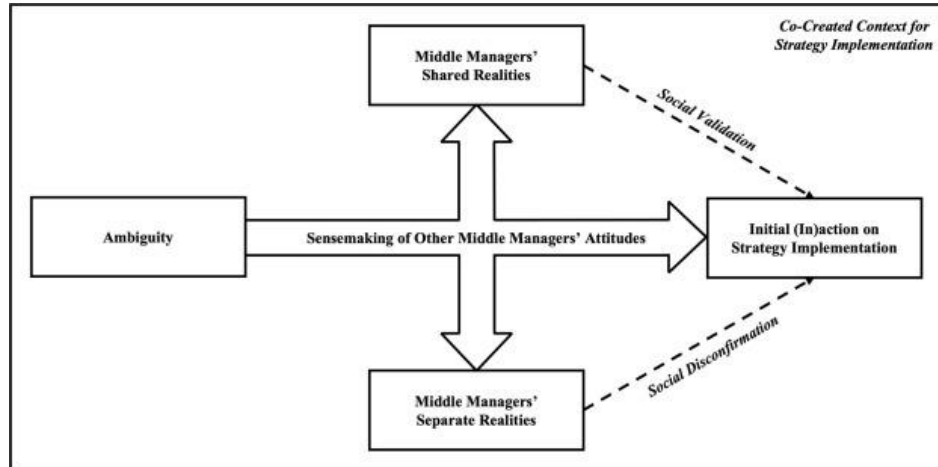 Co-Created Context for
Strategy Implementation
Middle Managers'
Shared Realities
Social Validation
Ambiguity
Sensemaking of Other Middle Managers' Attitudes
Initial (In)action on
Strategy Implementation
Social Disconfirmation
Middle Managers'
Separate Realities